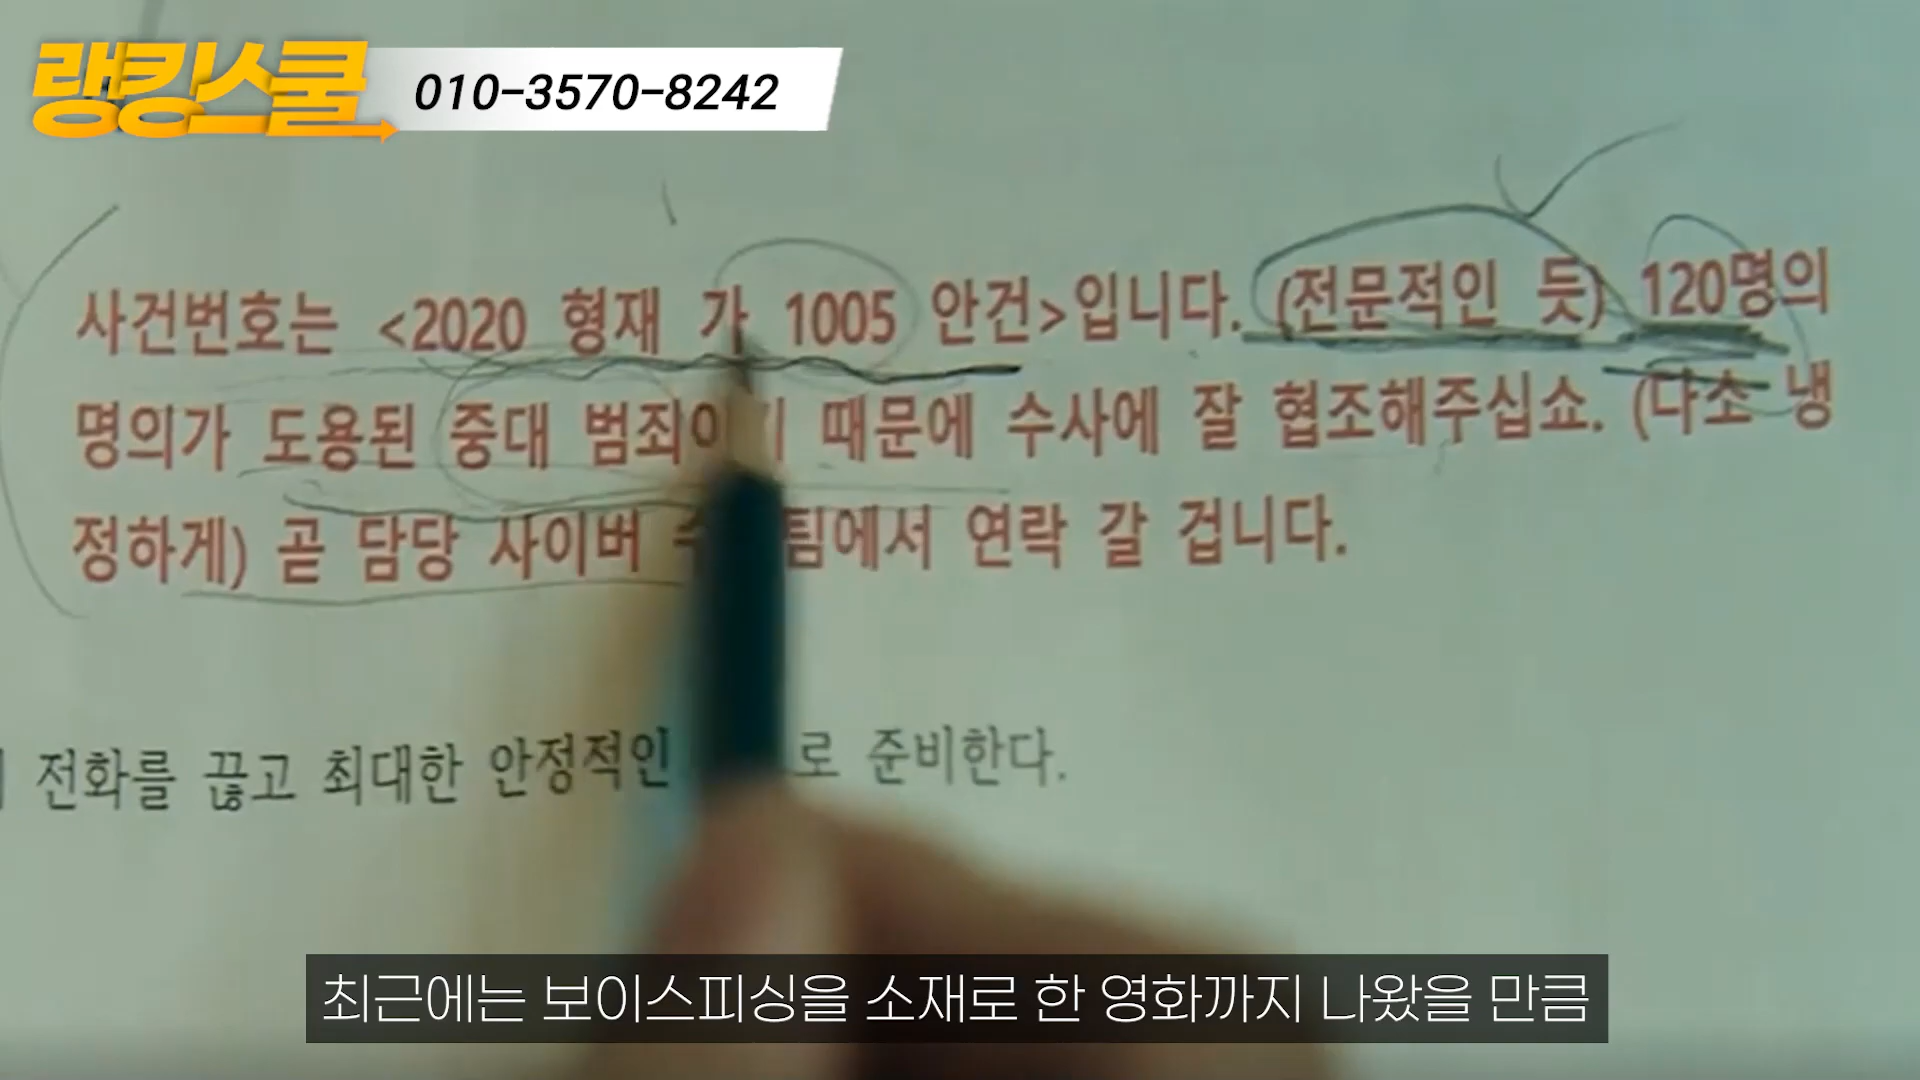 랭킹스쿨 010-3570-8242
사건번호는 <2020 형재 가 1005 안건>입니다. (전문적인 듯) 120명의
명의가 도용된 중대 범죄이기 때문에 수사에 잘 협조해주십쇼. (다소 냉
정하게) 곧 담당 사이버 팀에서 연락 갈 겁니다.
전화를 끊고 최대한 안정적인 로 준비한다.
최근에는 보이스피싱을 소재로 한 영화까지 나왔을 만큼